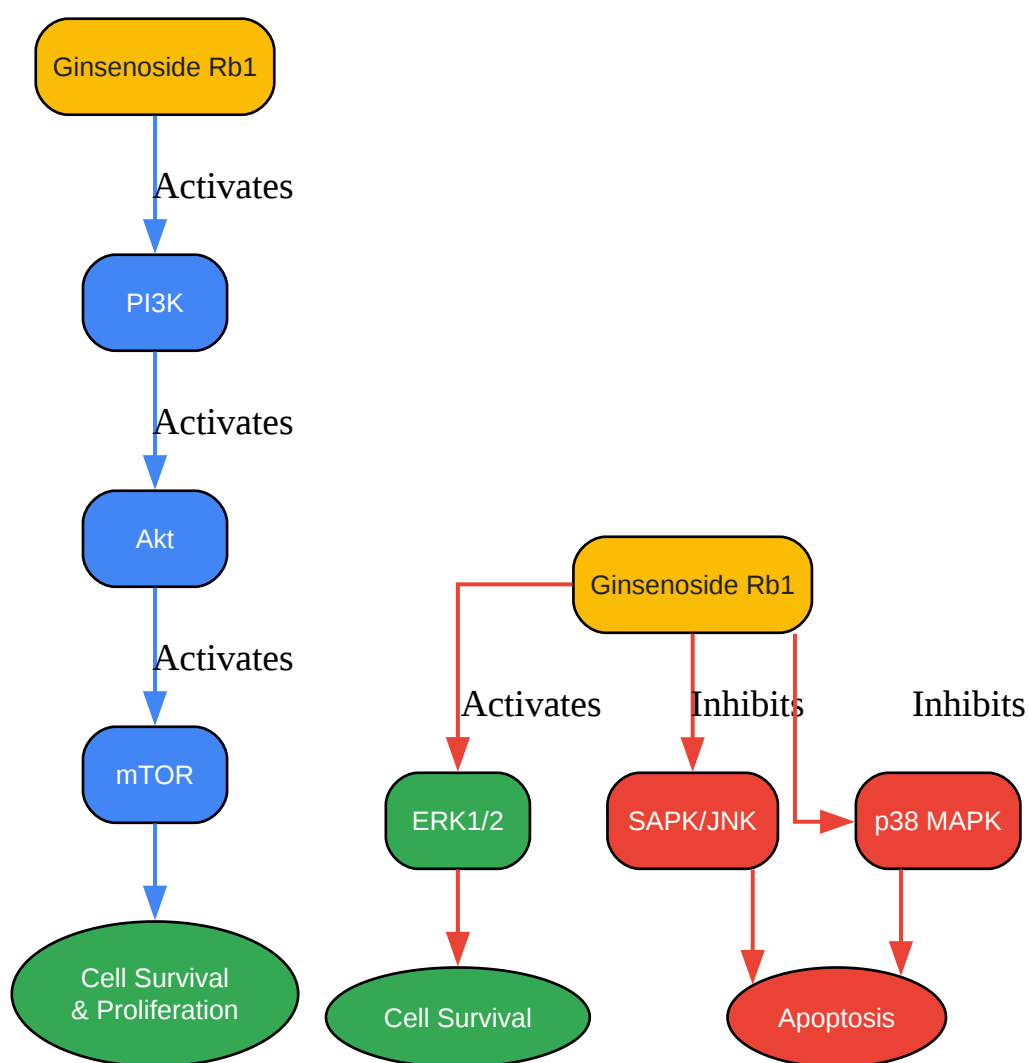 Ginsenoside Rb1
Activates
PI3K
Activates
Akt
Activates
mTOR
Cell Survival
& Proliferation
Ginsenoside Rb1
Activates
Inhibits
Inhibits
ERK1/2
SAPK/JNK
p38 MAPK
Cell Survival
Apoptosis